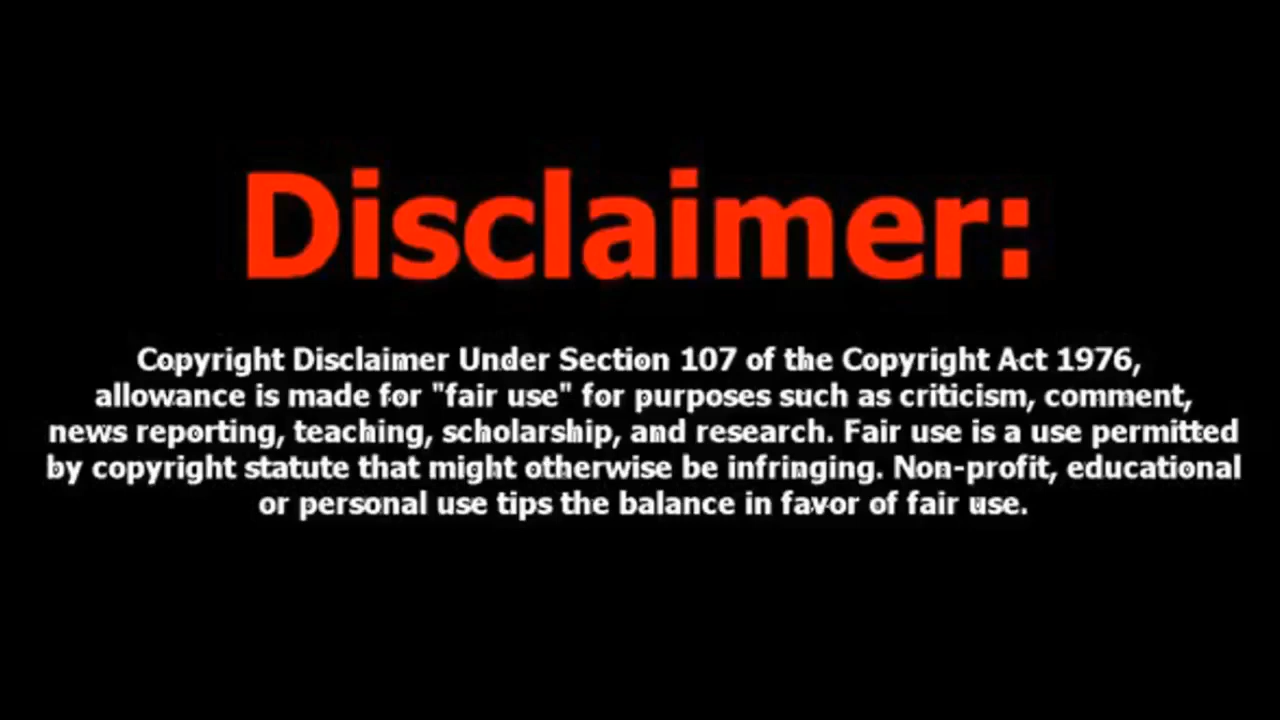 Disclaimer:
Copyright Disclaimer Under Section 107 of the Copyright Act 1976,
allowance is made for "fair use" for purposes such as criticism, comment,
news reporting, teaching, scholarship, and research. Fair use is a use permitted
by copyright statute that might otherwise be infringing. Non-profit, educational
or personal use tips the balance in favor of fair use.